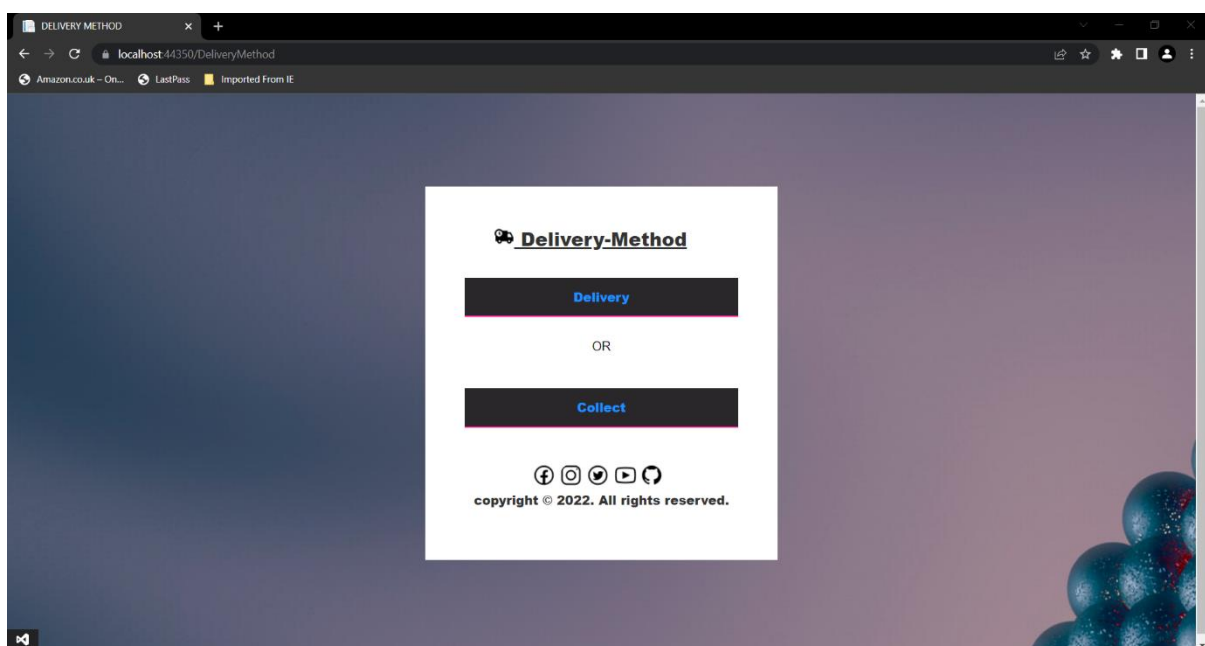 DELIVERY METHOD
localhost:44350/DeliveryMethod
Amazon.co.uk – On... LastPass Imported From IE
Delivery-Method
Delivery
OR
Collect
copyright © 2022. All rights reserved.